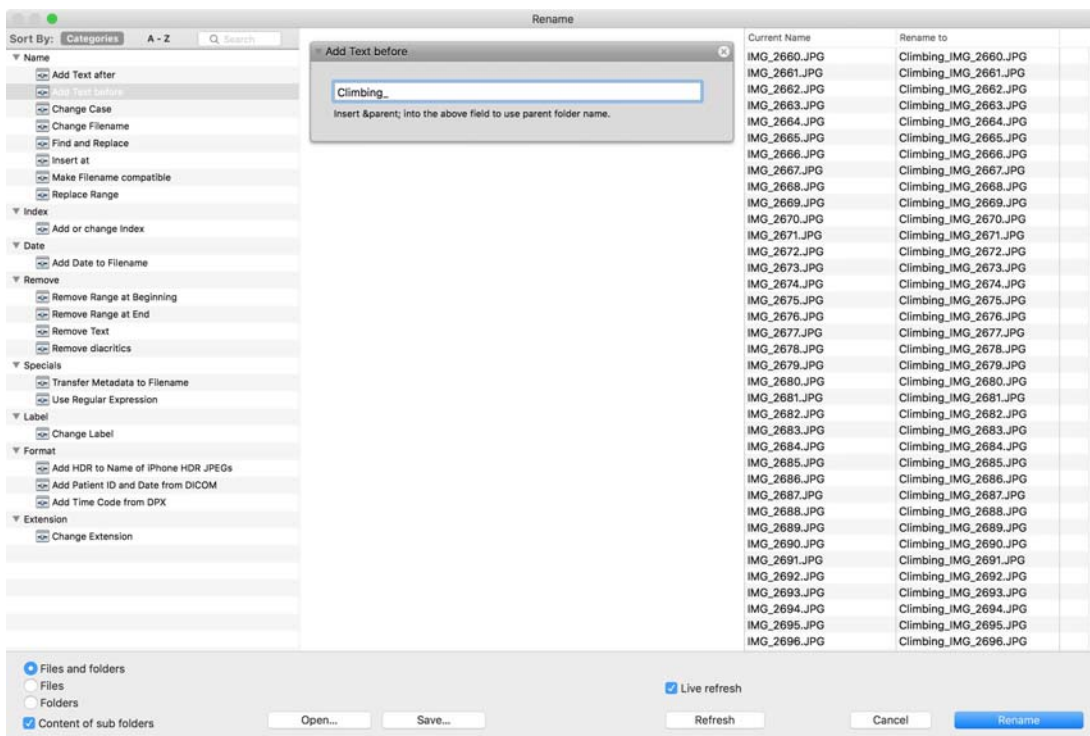 Rename
Sort By: Categories A - Z Search
Name
Add Text after
Add Text before
Change Case
Change Filename
Find and Replace
Insert at
Make Filename compatible
Replace Range
Index
Add or change Index
Date
Add Date to Filename
Remove
Remove Range at Beginning
Remove Range at End
Remove Text
Remove diacritics
Specials
Transfer Metadata to Filename
Use Regular Expression
Label
Change Label
Format
Add HDR to Name of iPhone HDR JPEGs
Add Patient ID and Date from DICOM
Add Time Code from DPX
Extension
Change Extension
Add Text before
Climbing_
Insert &parent; into the above field to use parent folder name.
Current Name Rename to
IMG_2660.JPG Climbing_IMG_2660.JPG
IMG_2661.JPG Climbing_IMG_2661.JPG
IMG_2662.JPG Climbing_IMG_2662.JPG
IMG_2663.JPG Climbing_IMG_2663.JPG
IMG_2664.JPG Climbing_IMG_2664.JPG
IMG_2665.JPG Climbing_IMG_2665.JPG
IMG_2666.JPG Climbing_IMG_2666.JPG
IMG_2667.JPG Climbing_IMG_2667.JPG
IMG_2668.JPG Climbing_IMG_2668.JPG
IMG_2669.JPG Climbing_IMG_2669.JPG
IMG_2670.JPG Climbing_IMG_2670.JPG
IMG_2671.JPG Climbing_IMG_2671.JPG
IMG_2672.JPG Climbing_IMG_2672.JPG
IMG_2673.JPG Climbing_IMG_2673.JPG
IMG_2674.JPG Climbing_IMG_2674.JPG
IMG_2675.JPG Climbing_IMG_2675.JPG
IMG_2676.JPG Climbing_IMG_2676.JPG
IMG_2677.JPG Climbing_IMG_2677.JPG
IMG_2678.JPG Climbing_IMG_2678.JPG
IMG_2679.JPG Climbing_IMG_2679.JPG
IMG_2680.JPG Climbing_IMG_2680.JPG
IMG_2681.JPG Climbing_IMG_2681.JPG
IMG_2682.JPG Climbing_IMG_2682.JPG
IMG_2683.JPG Climbing_IMG_2683.JPG
IMG_2684.JPG Climbing_IMG_2684.JPG
IMG_2685.JPG Climbing_IMG_2685.JPG
IMG_2686.JPG Climbing_IMG_2686.JPG
IMG_2687.JPG Climbing_IMG_2687.JPG
IMG_2688.JPG Climbing_IMG_2688.JPG
IMG_2689.JPG Climbing_IMG_2689.JPG
IMG_2690.JPG Climbing_IMG_2690.JPG
IMG_2691.JPG Climbing_IMG_2691.JPG
IMG_2692.JPG Climbing_IMG_2692.JPG
IMG_2693.JPG Climbing_IMG_2693.JPG
IMG_2694.JPG Climbing_IMG_2694.JPG
IMG_2695.JPG Climbing_IMG_2695.JPG
IMG_2696.JPG Climbing_IMG_2696.JPG
Files and folders
Files
Folders
Content of sub folders
Open... Save...
Live refresh
Refresh Cancel Rename